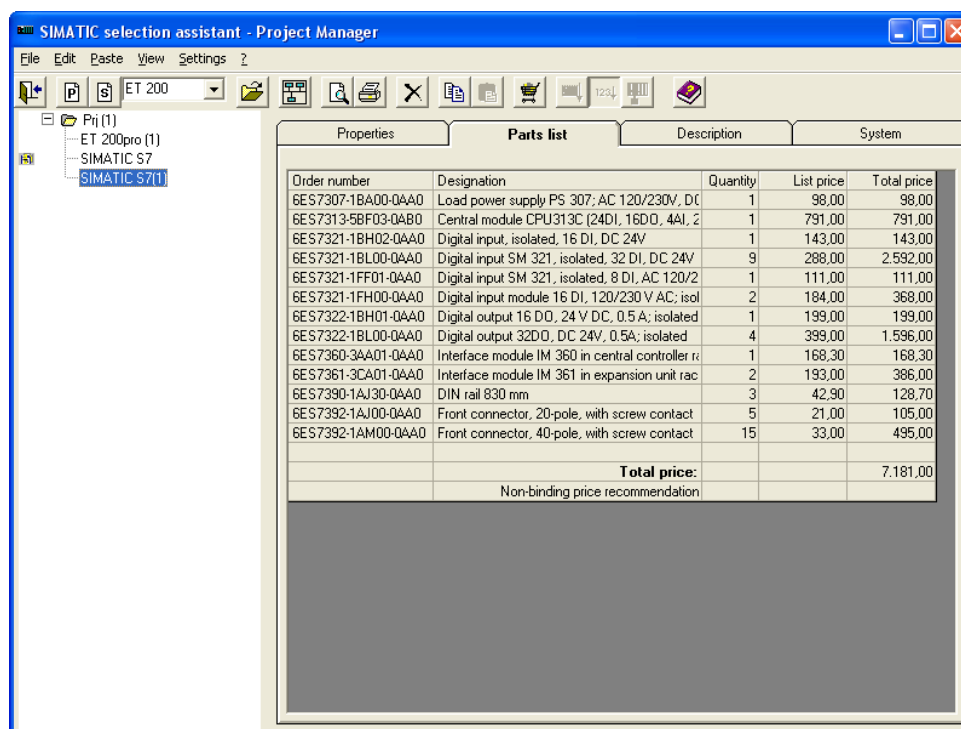 SIMATIC selection assistant - Project Manager
File Edit Paste View Settings ?
P S ET 200 123
Prj (1)
ET 200pro (1)
SIMATIC S7
SIMATIC S7(1)
Properties Parts list Description System
Order number Designation Quantity List price Total price
6ES7307-1BA00-0AA0 Load power supply PS 307; AC 120/230V, DC 1 98,00 98,00
6ES7313-5BF03-0AB0 Central module CPU313C (24DI, 16DO, 4AI, 2 1 791,00 791,00
6ES7321-1BH02-0AA0 Digital input, isolated, 16 DI, DC 24V 1 143,00 143,00
6ES7321-1BL00-0AA0 Digital input SM 321, isolated, 32 DI, DC 24V 9 288,00 2.592,00
6ES7321-1FF01-0AA0 Digital input SM 321, isolated, 8 DI, AC 120/2 1 111,00 111,00
6ES7321-1FH00-0AA0 Digital input module 16 DI, 120/230 V AC; isol 2 184,00 368,00
6ES7322-1BH01-0AA0 Digital output 16 DO, 24 V DC, 0.5 A; isolated 1 199,00 199,00
6ES7322-1BL00-0AA0 Digital output 32DO, DC 24V, 0.5A; isolated 4 399,00 1.596,00
6ES7360-3AA01-0AA0 Interface module IM 360 in central controller ra 1 168,30 168,30
6ES7361-3CA01-0AA0 Interface module IM 361 in expansion unit rac 2 193,00 386,00
6ES7390-1AJ30-0AA0 DIN rail 830 mm 3 42,90 128,70
6ES7392-1AJ00-0AA0 Front connector, 20-pole, with screw contact 5 21,00 105,00
6ES7392-1AM00-0AA0 Front connector, 40-pole, with screw contact 15 33,00 495,00
Total price: 7.181,00
Non-binding price recommendation